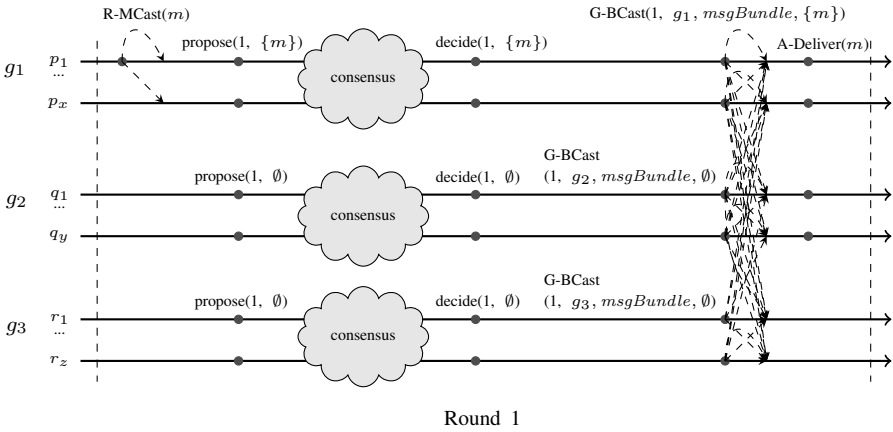 R-MCast(m)
G-BCast(1, g1, msgBundle, {m})
propose(1, {m})
decide(1, {m})
A-Deliver(m)
g1
p1
...
px
consensus
propose(1, ∅)
decide(1, ∅)
G-BCast
(1, g2, msgBundle, ∅)
g2
q1
...
qy
consensus
propose(1, ∅)
decide(1, ∅)
G-BCast
(1, g3, msgBundle, ∅)
g3
r1
...
rz
consensus
Round 1